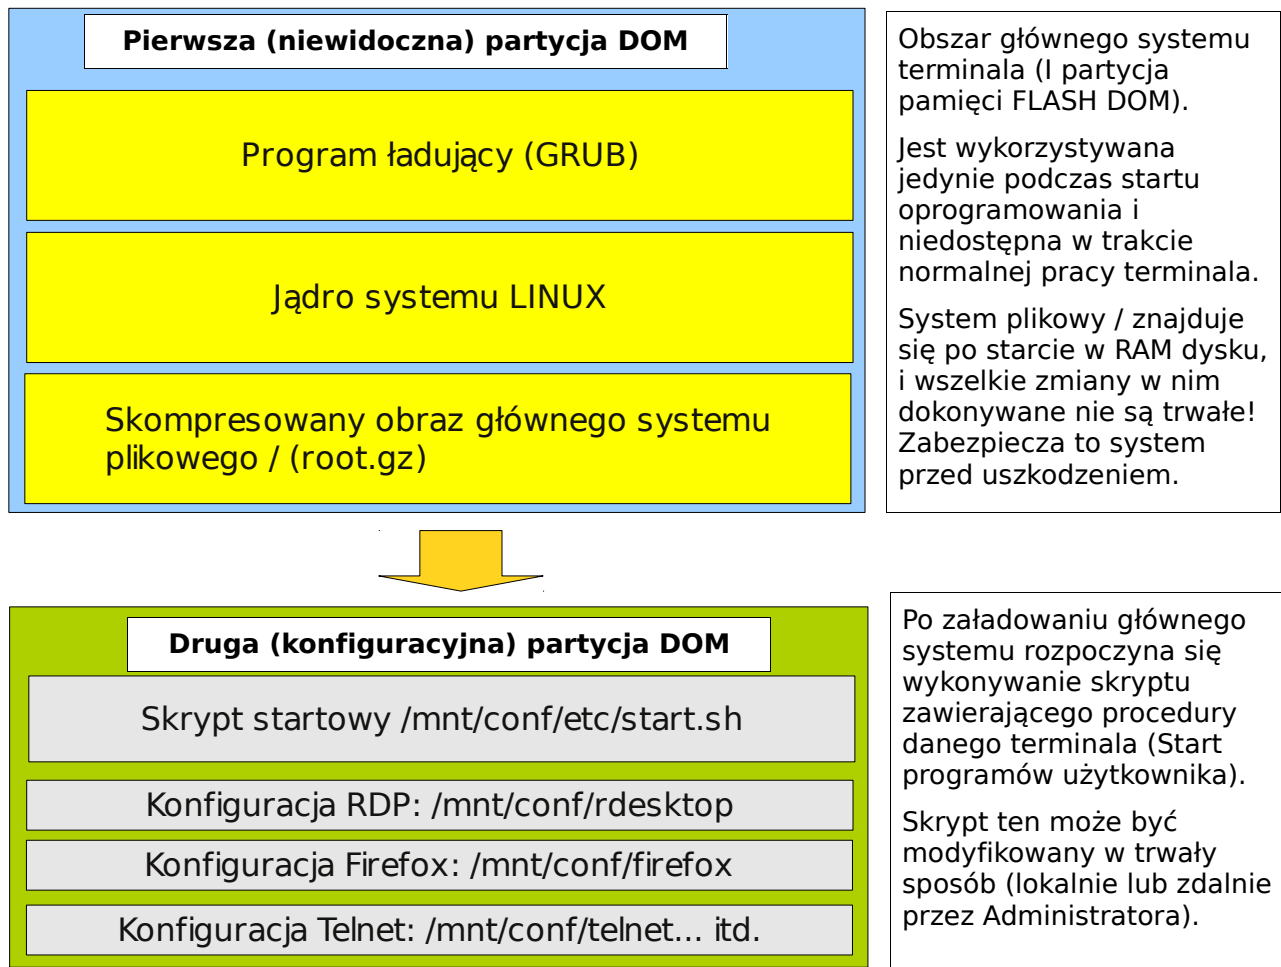 Pierwsza (niewidoczna) partycja DOM
Program ładujący (GRUB)
Jądro systemu LINUX
Skompresowany obraz głównego systemu
plikowego / (root.gz)
Obszar głównego systemu
terminala (I partycja
pamięci FLASH DOM).
Jest wykorzystywana
jedynie podczas startu
oprogramowania i
niedostępna w trakcie
normalnej pracy terminala.
System plikowy / znajduje
się po starcie w RAM dysku,
i wszelkie zmiany w nim
dokonywane nie są trwałe!
Zabezpiecza to system
przed uszkodzeniem.
Druga (konfiguracyjna) partycja DOM
Skrypt startowy /mnt/conf/etc/start.sh
Konfiguracja RDP: /mnt/conf/rdesktop
Konfiguracja Firefox: /mnt/conf/firefox
Konfiguracja Telnet: /mnt/conf/telnet... itd.
Po załadowaniu głównego
systemu rozpoczyna się
wykonywanie skryptu
zawierającego procedury
danego terminala (Start
programów użytkownika).
Skrypt ten może być
modyfikowany w trwały
sposób (lokalnie lub zdalnie
przez Administratora).